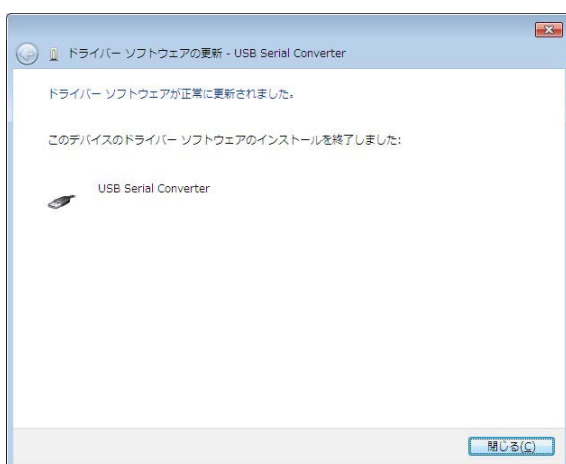 ドライバー ソフトウェアの更新 - USB Serial Converter
ドライバー ソフトウェアが正常に更新されました。
このデバイスのドライバー ソフトウェアのインストールを終了しました:
USB Serial Converter
閉じる(C)